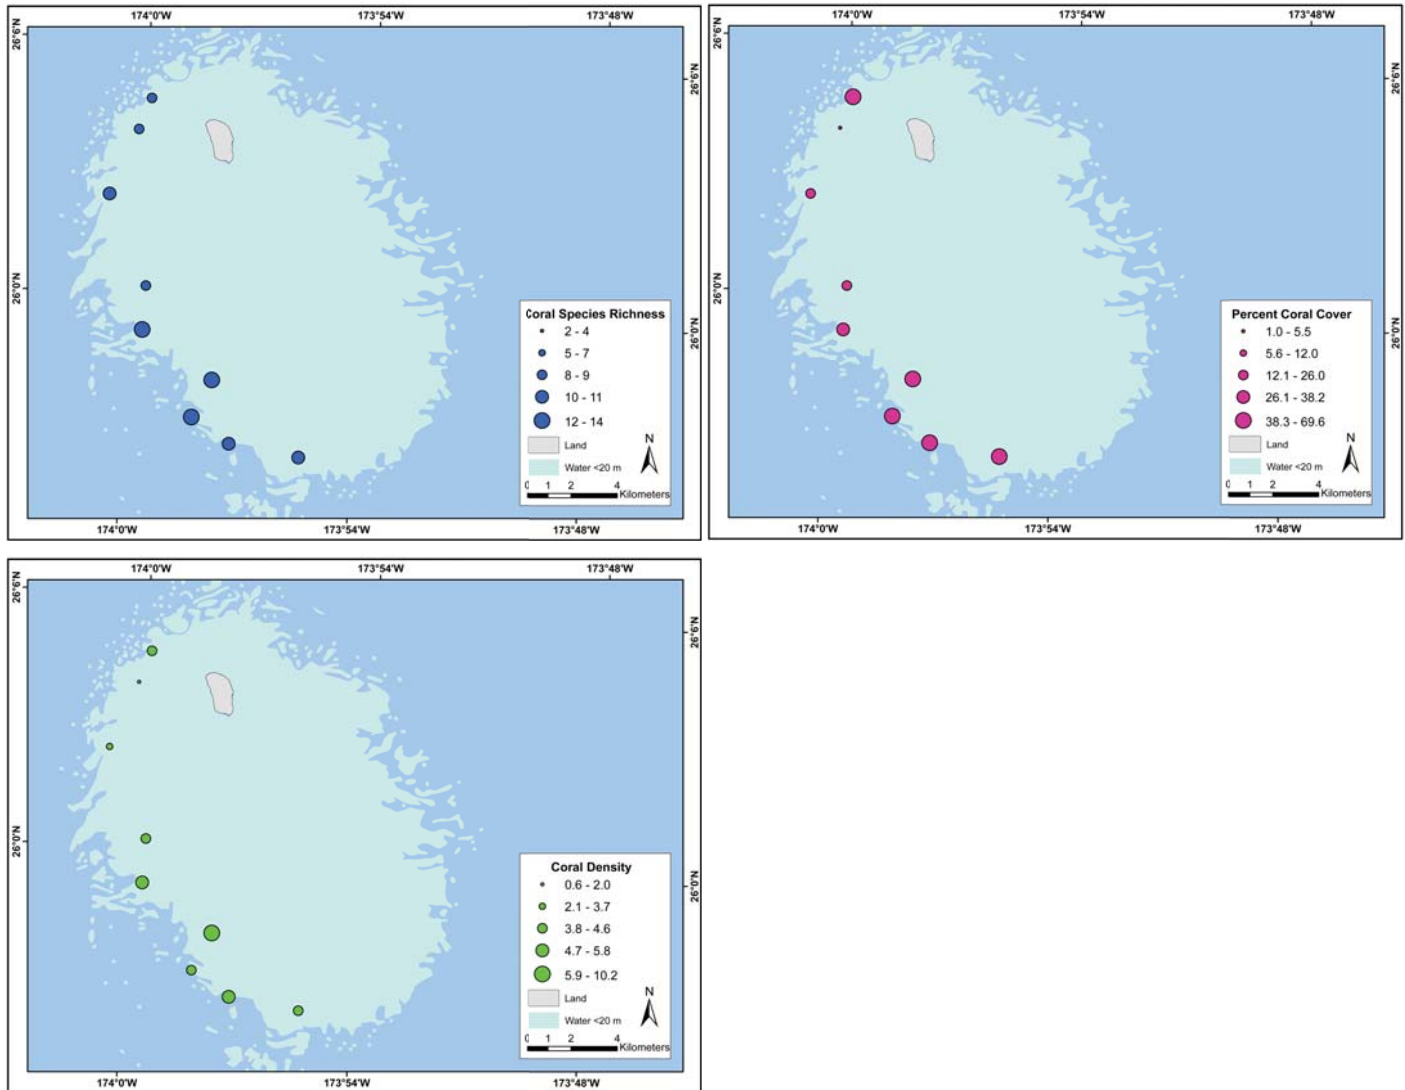 174°0'W 173°54'W 173°48'W
26°6'N
26°6'N
26°0'N
26°0'N
Coral Species Richness
2 - 4
5 - 7
8 - 9
10 - 11
12 - 14
Land
Water <20 m
N
0 1 2 4
Kilometers
174°0'W 173°54'W 173°48'W
174°0'W 173°54'W 173°48'W
26°6'N
26°6'N
26°0'N
26°0'N
Percent Coral Cover
1.0 - 5.5
5.6 - 12.0
12.1 - 26.0
26.1 - 38.2
38.3 - 69.6
Land
Water <20 m
N
0 1 2 4
Kilometers
174°0'W 173°54'W 173°48'W
174°0'W 173°54'W 173°48'W
26°6'N
26°6'N
26°0'N
26°0'N
Coral Density
0.6 - 2.0
2.1 - 3.7
3.8 - 4.6
4.7 - 5.8
5.9 - 10.2
Land
Water <20 m
N
0 1 2 4
Kilometers
174°0'W 173°54'W 173°48'W